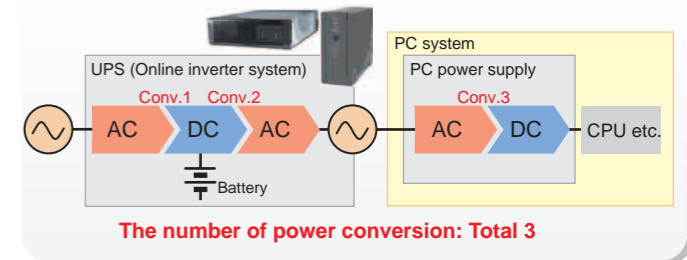 PC system
UPS (Online inverter system)
PC power supply
Conv.1 Conv.2 Conv.3
AC DC AC AC DC CPU etc.
Battery
The number of power conversion: Total 3